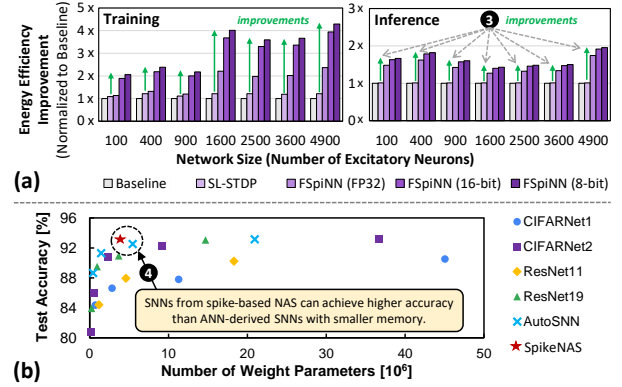 Training
improvements
5 x
4 x
3 x
2 x
1 x
0 x
Energy Efficiency
Improvement
(Normalized to Baseline)
100 400 900 1600 2500 3600 4900
Inference
3
improvements
3 x
2 x
1 x
0 x
100 400 900 1600 2500 3600 4900
Network Size (Number of Excitatory Neurons)
(a)
Baseline SL-STDP FSpiNN (FP32) FSpiNN (16-bit) FSpiNN (8-bit)
Test Accuracy [%]
96
92
88
84
80
4
SNNs from spike-based NAS can achieve higher accuracy
than ANN-derived SNNs with smaller memory.
0 10 20 30 40 50
Number of Weight Parameters [10⁶]
(b)
CIFARNet1
CIFARNet2
ResNet11
ResNet19
AutoSNN
SpikeNAS